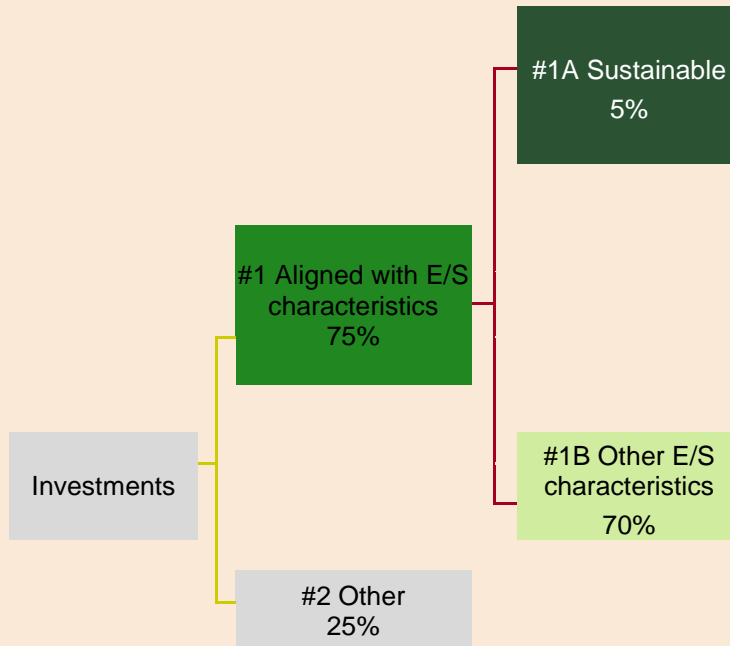 #1A Sustainable
5%
#1 Aligned with E/S
characteristics
75%
#1B Other E/S
characteristics
70%
Investments
#2 Other
25%